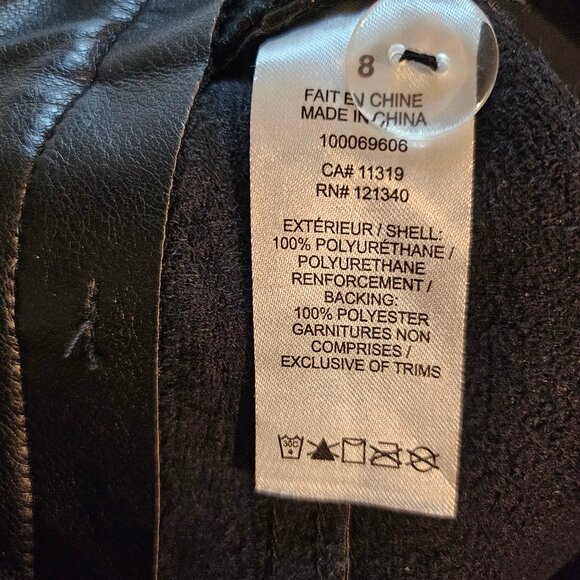 8
FAIT EN CHINE
MADE IN CHINA
100069606
CA# 11319
RN# 121340
EXTÉRIEUR / SHELL:
100% POLYURÉTHANE /
POLYURETHANE
RENFORCEMENT /
BACKING:
100% POLYESTER
GARNITURES NON
COMPRISES /
EXCLUSIVE OF TRIMS
30C